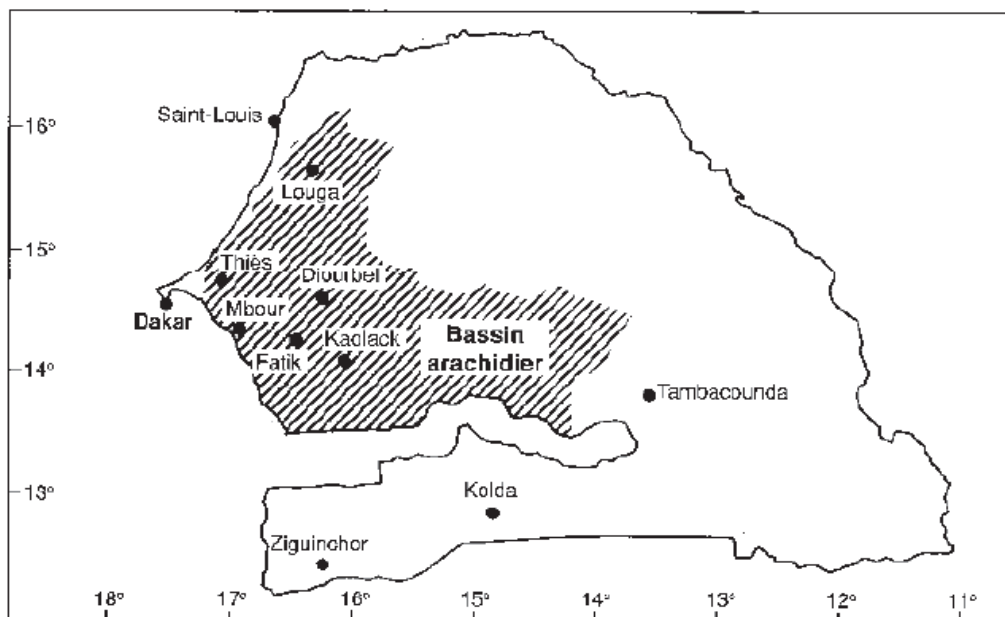 Saint-Louis
16°
Louga
15°
Thiès
Diourbel
Mbour
Dakar
Kaolack
Bassin
arachidier
Fatik
14°
Tambacounda
13°
Kolda
Ziguinchor
18°
17°
16°
15°
14°
13°
12°
11°